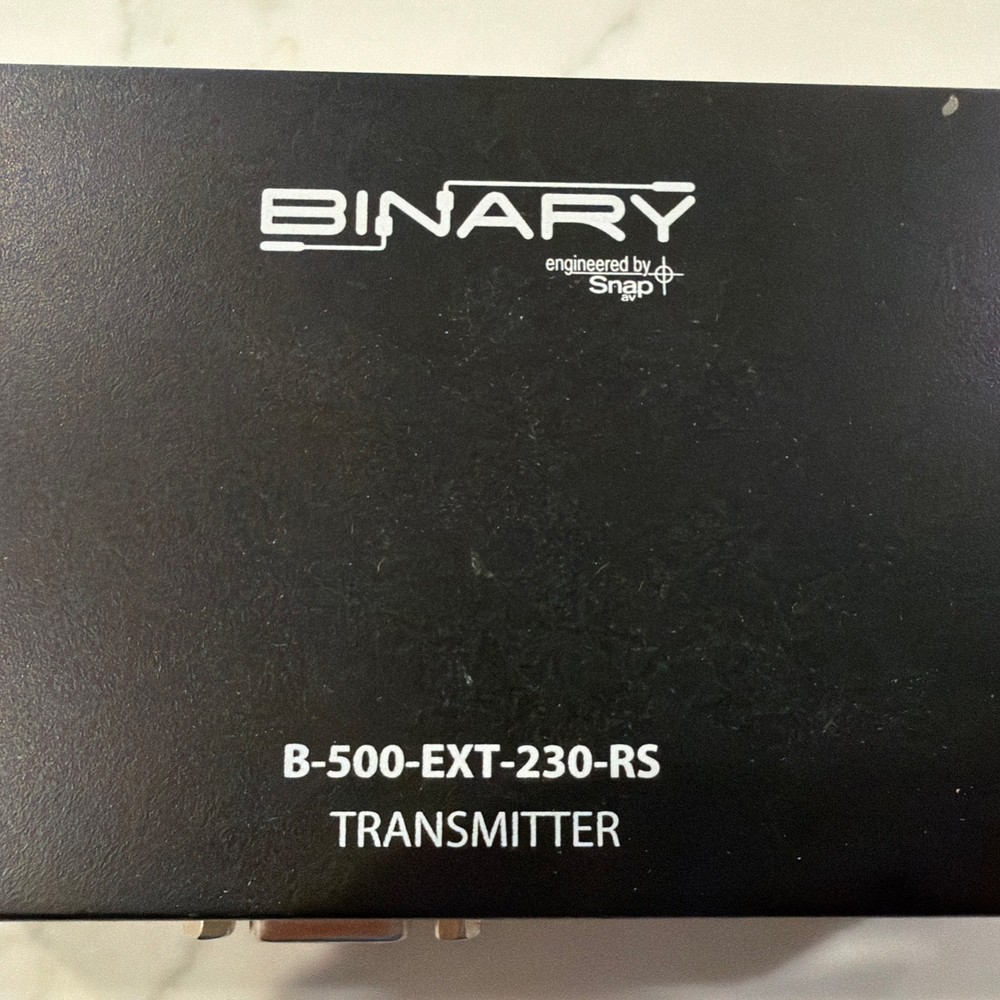 BINARY
engineered by
Snap
av
B-500-EXT-230-RS
TRANSMITTER